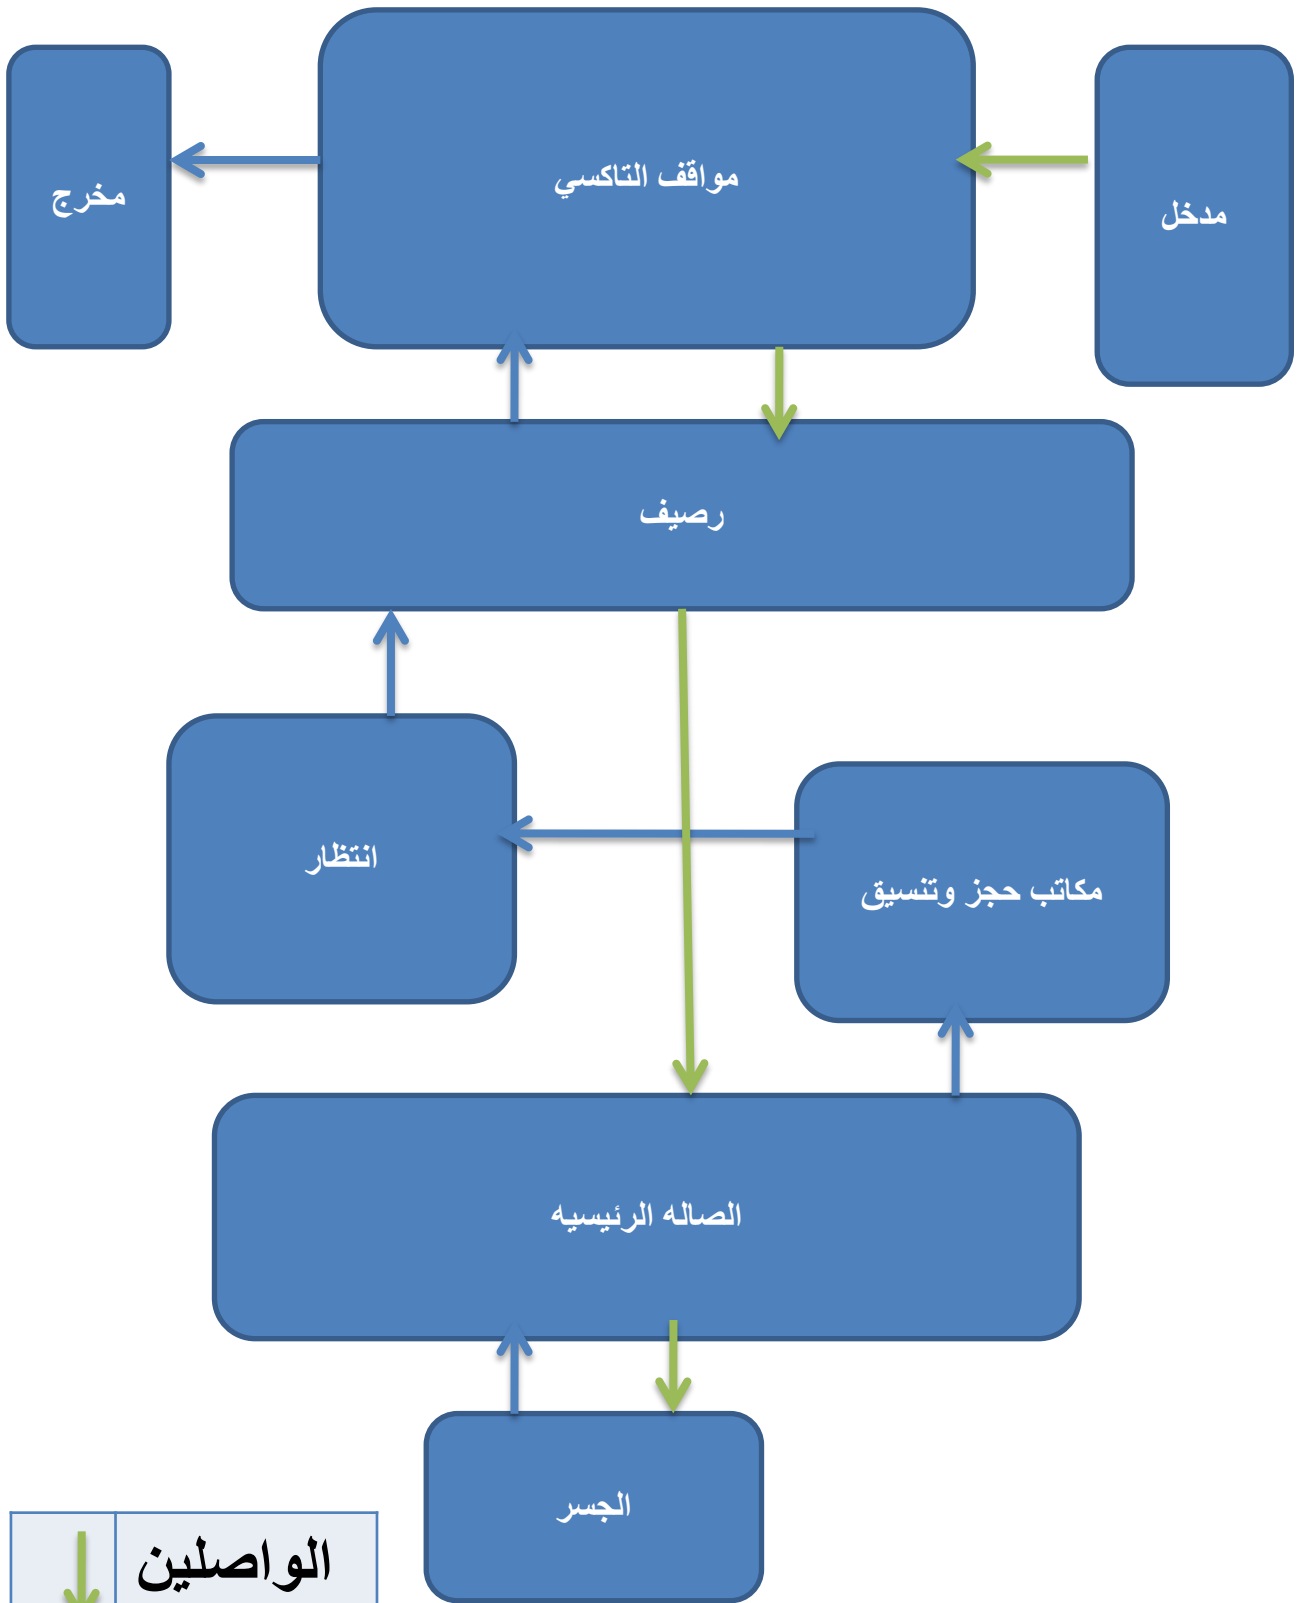 مواقف التاكسي
مدخل
مخرج
رصيف
انتظار
مكاتب حجز وتنسيق
الصاله الرئيسيه
الجسر
الواصلين